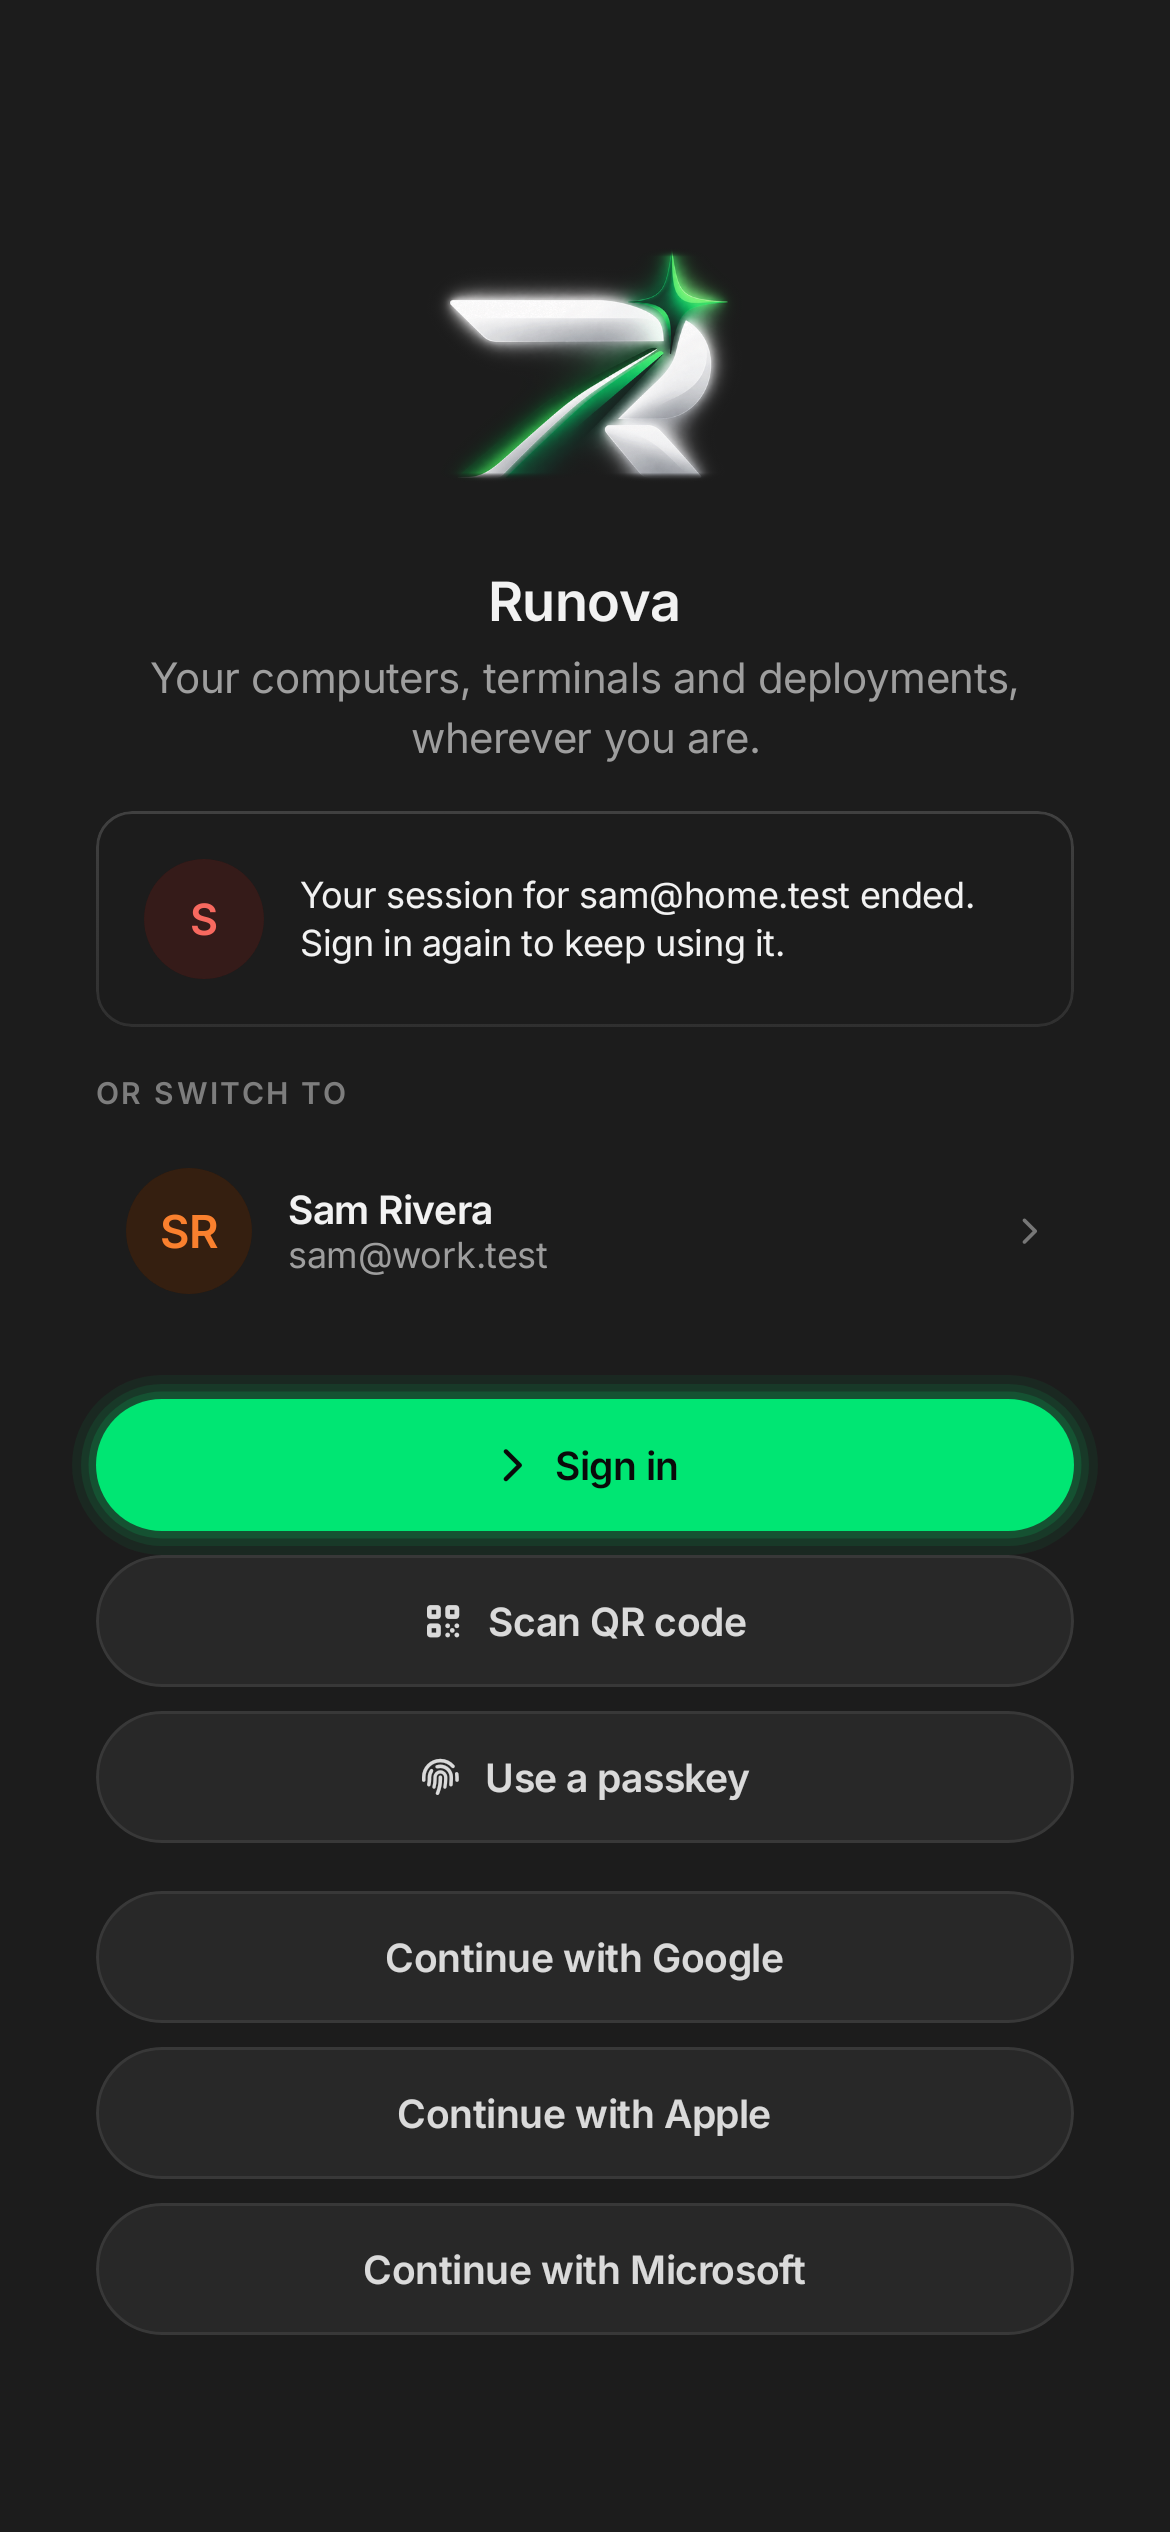 Runova
Your computers, terminals and deployments,
wherever you are.
S
Your session for sam@home.test ended.
Sign in again to keep using it.
OR SWITCH TO
SR
Sam Rivera
sam@work.test
Sign in
Scan QR code
Use a passkey
Continue with Google
Continue with Apple
Continue with Microsoft